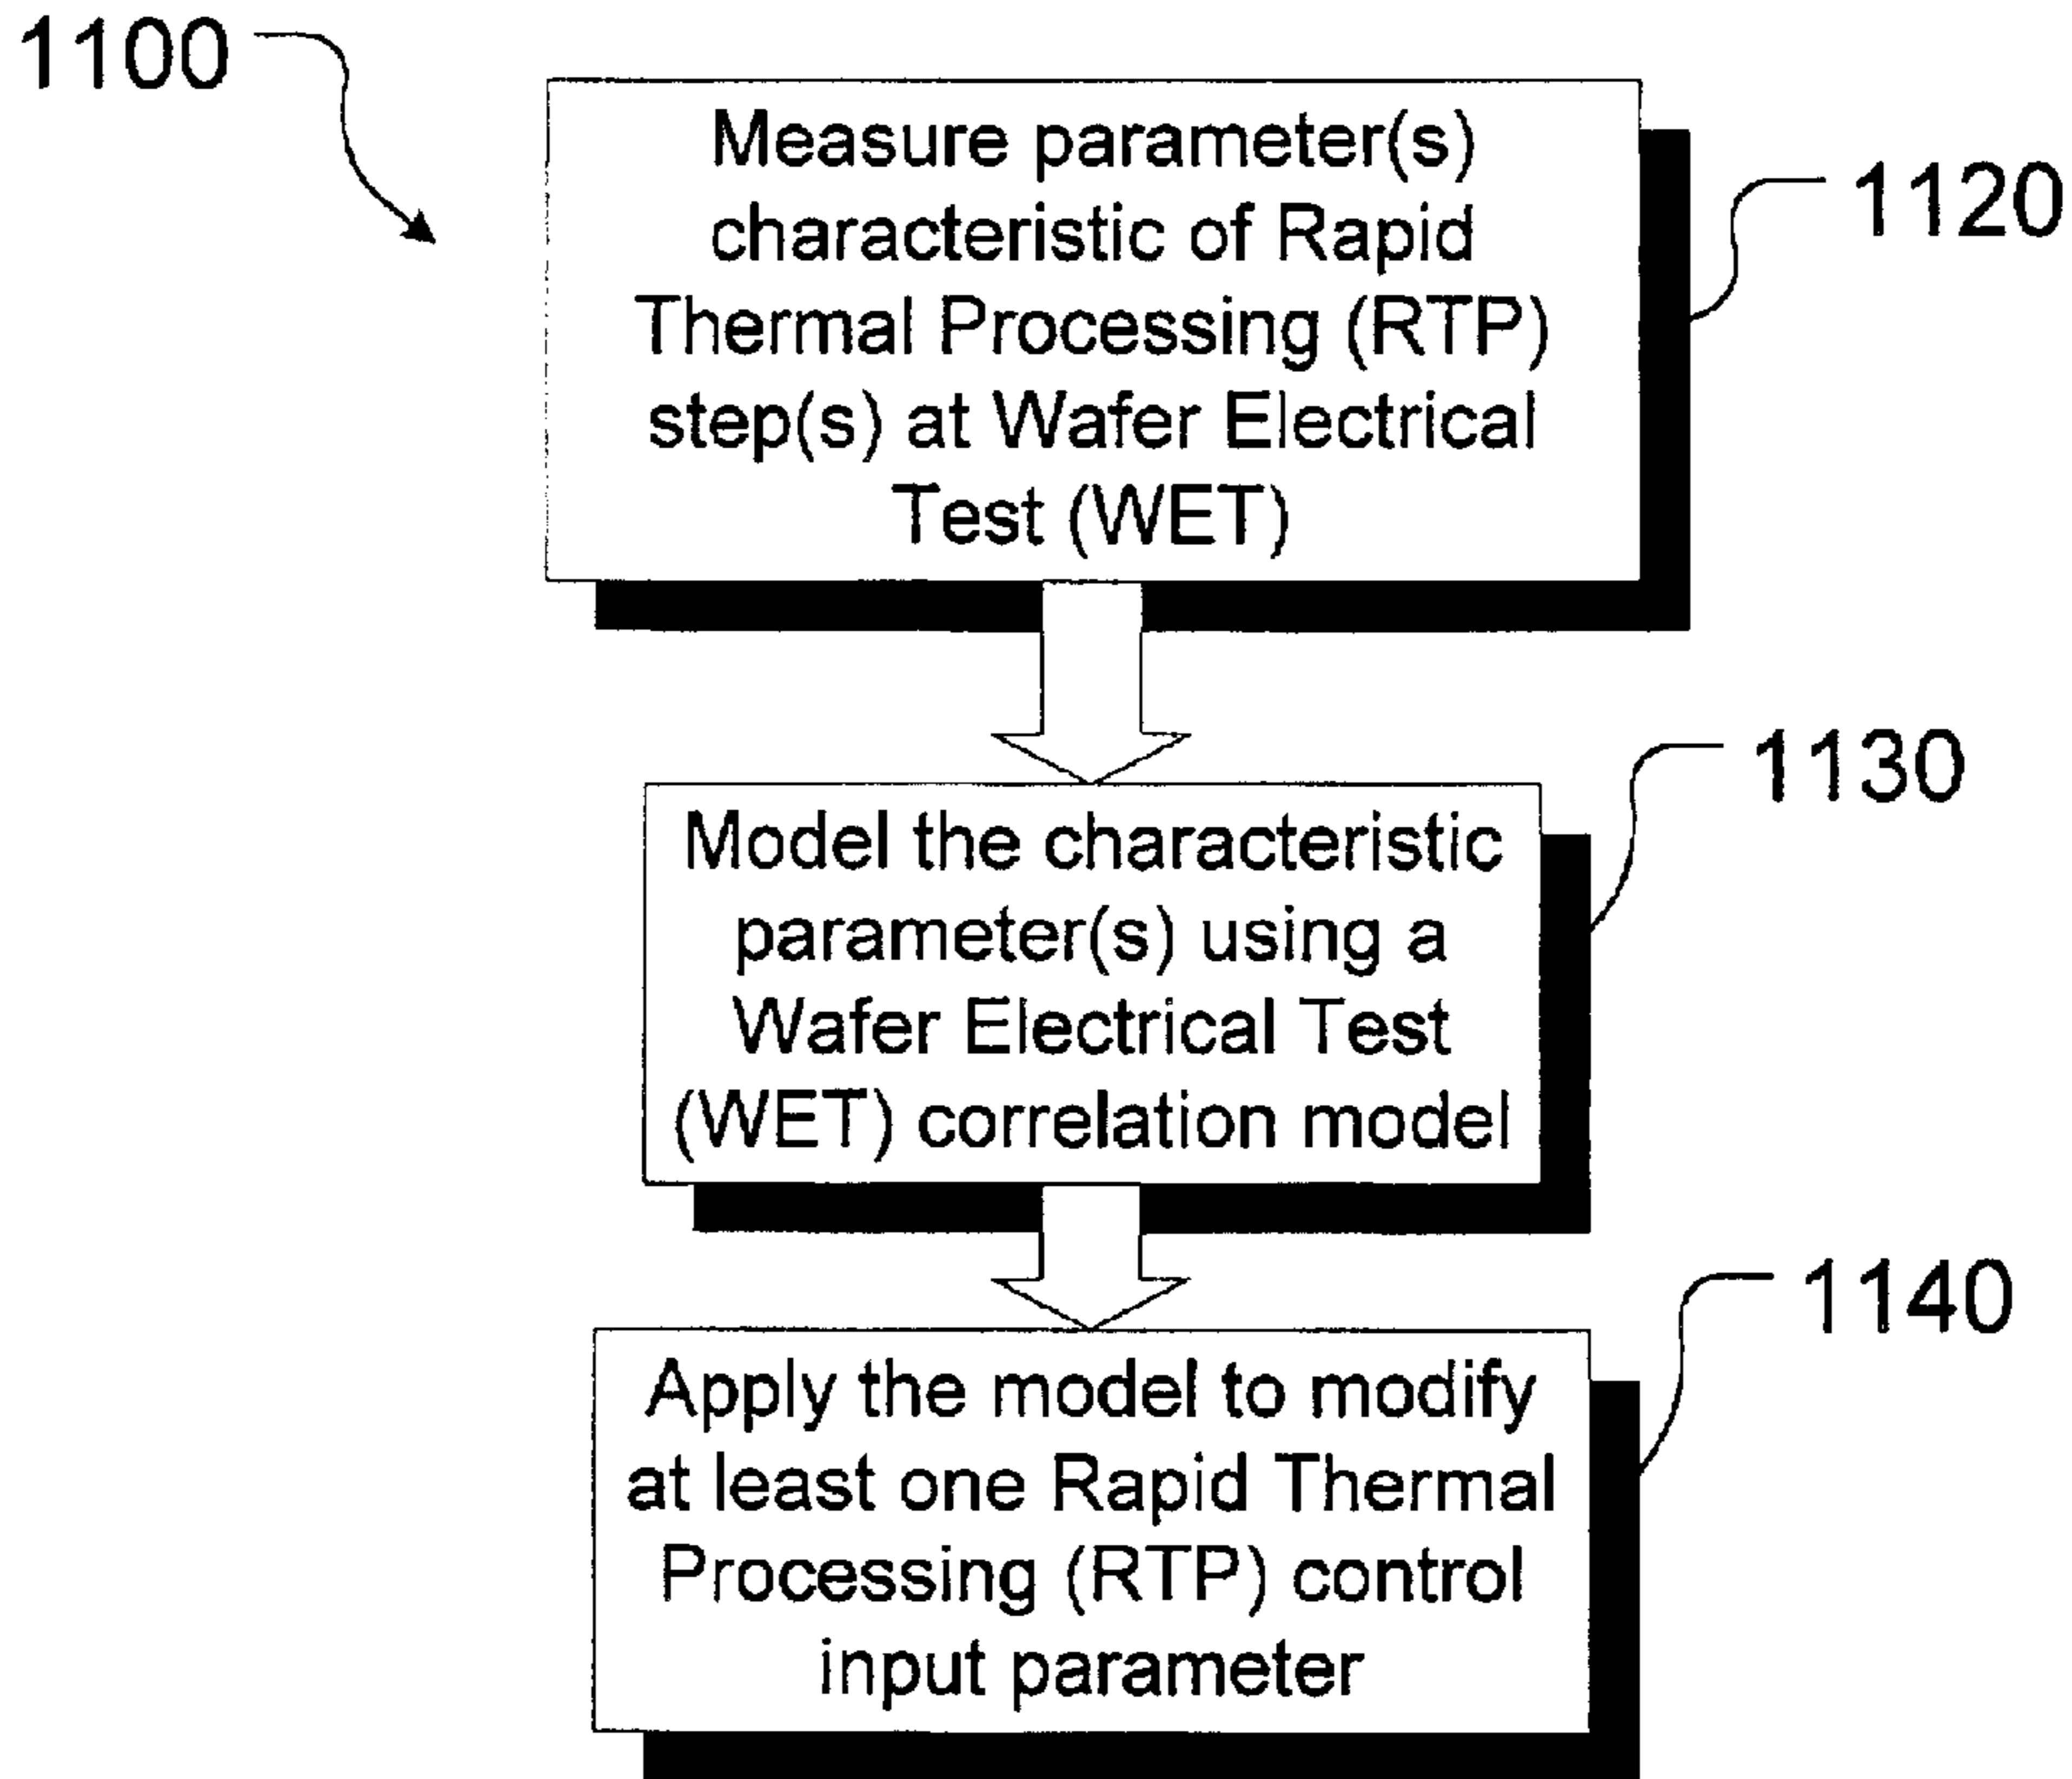 1100
Measure parameter(s)
characteristic of Rapid
Thermal Processing (RTP)
step(s) at Wafer Electrical
Test (WET)
1120
Model the characteristic
parameter(s) using a
Wafer Electrical Test
(WET) correlation model
1130
Apply the model to modify
at least one Rapid Thermal
Processing (RTP) control
input parameter
1140